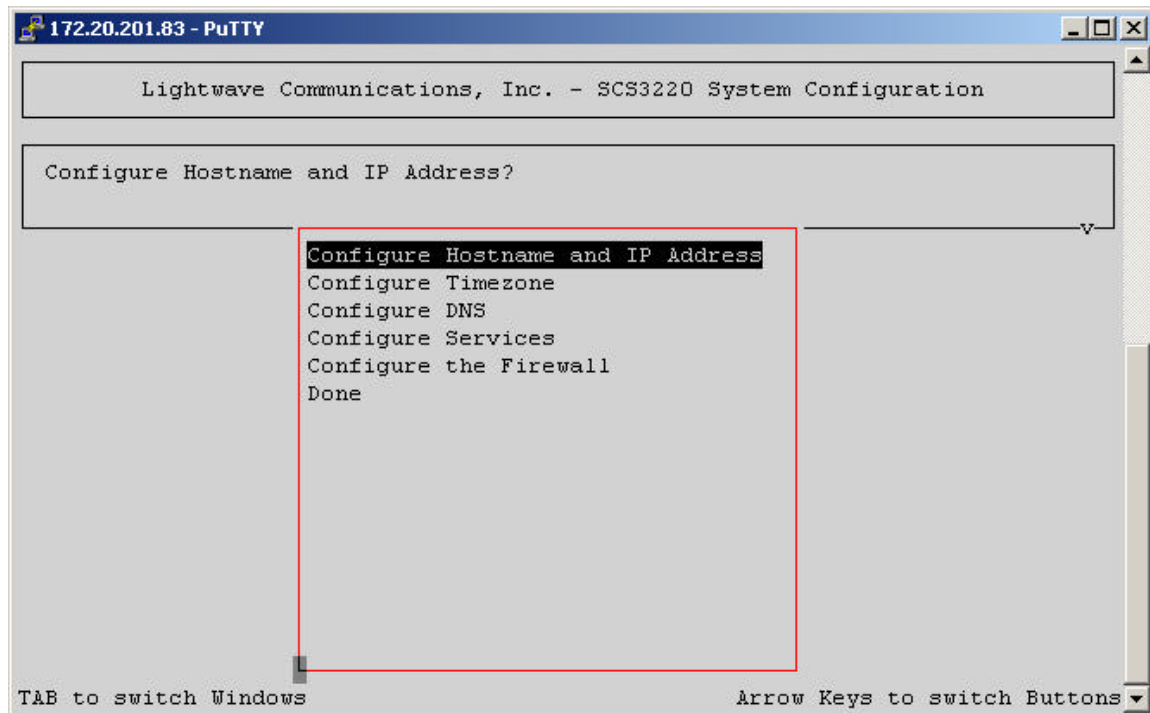 172.20.201.83 - PuTTY
Lightwave Communications, Inc. - SCS3220 System Configuration
Configure Hostname and IP Address?
v
Configure Hostname and IP Address
Configure Timezone
Configure DNS
Configure Services
Configure the Firewall
Done
TAB to switch Windows
Arrow Keys to switch Buttons